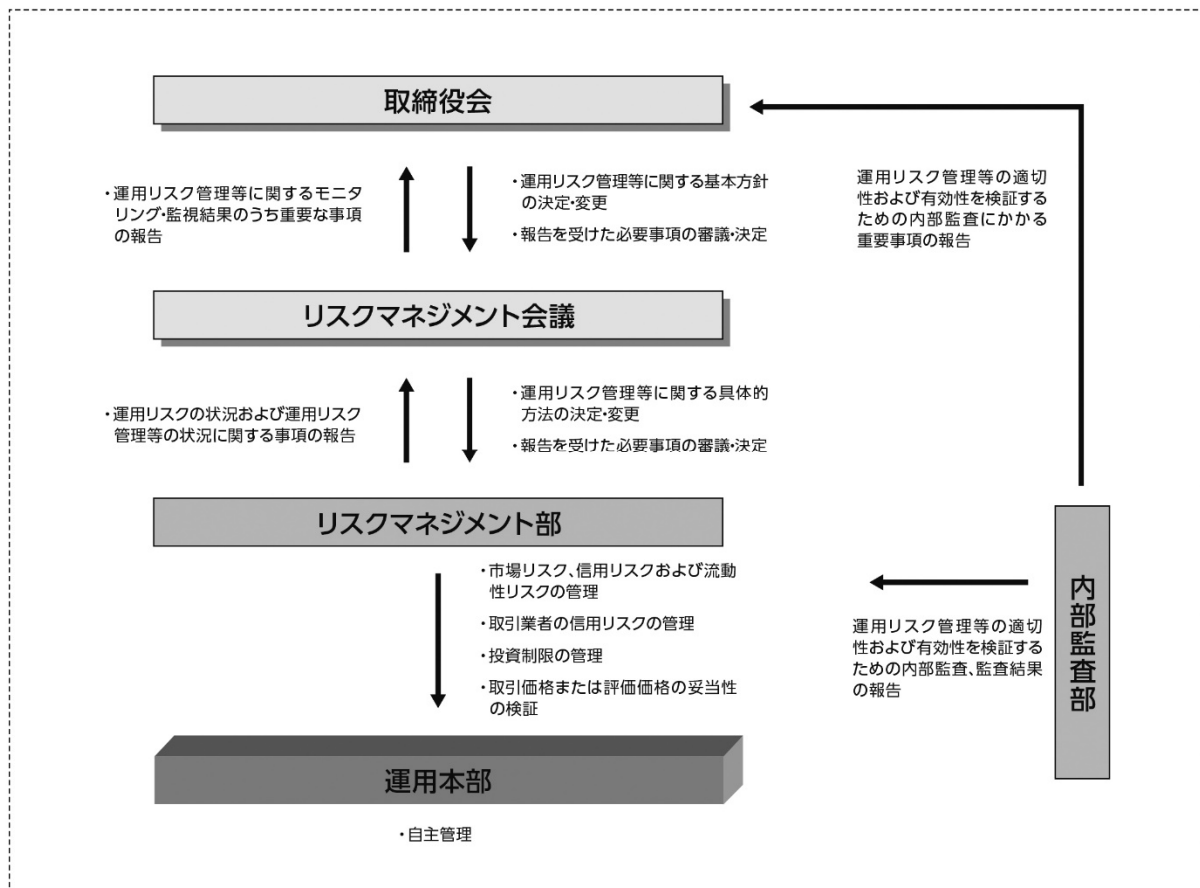 取締役会
・運用リスク管理等に関するモニタ
リング・監視結果のうち重要な事項
の報告
・運用リスク管理等に関する基本方針
の決定・変更
・報告を受けた必要事項の審議・決定
運用リスク管理等の適切
性および有効性を検証する
ための内部監査にかかる
重要事項の報告
リスクマネジメント会議
・運用リスクの状況および運用リスク
管理等の状況に関する事項の報告
・運用リスク管理等に関する具体的
方法の決定・変更
・報告を受けた必要事項の審議・決定
リスクマネジメント部
・市場リスク、信用リスクおよび流動
性リスクの管理
・取引業者の信用リスクの管理
・投資制限の管理
・取引価格または評価価格の妥当性
の検証
運用リスク管理等の適切
性および有効性を検証する
ための内部監査、監査結果
の報告
内部監査部
運用本部
・自主管理